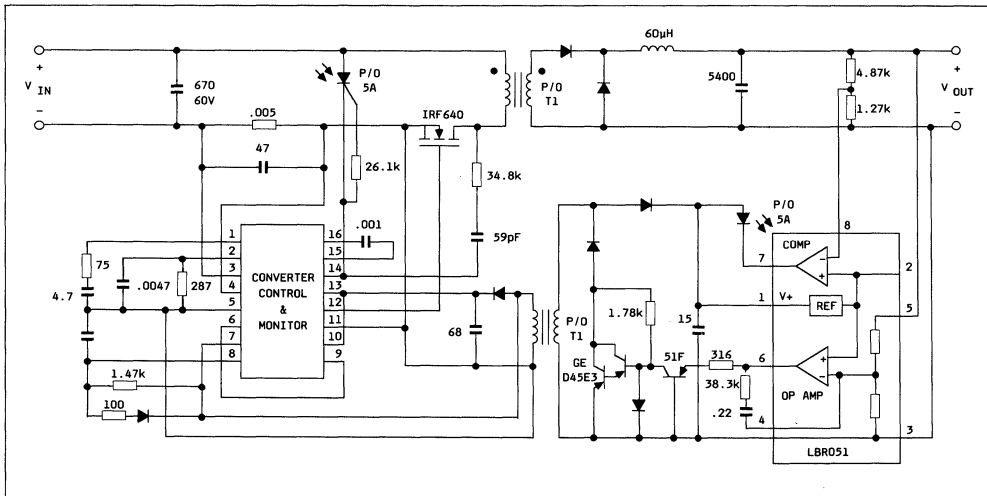 60μH
+
V IN
−
670
60V
P/O
5A
P/O
T1
5400
4.87k
1.27k
+
V OUT
−
.005
47
IRF640
26.1k
34.8k
59pF
.001
75
4.7
.0047
287
1
2
3
4
5
6
7
8
CONVERTER
CONTROL
&
MONITOR
16
15
14
13
12
11
10
9
68
1.47k
100
P/O
T1
GE
D45E3
1.78k
51F
15
316
38.3k
.22
P/O
5A
8
7
COMP
−
+
2
1
V+
REF
5
6
+
−
OP AMP
4
3
LBR051